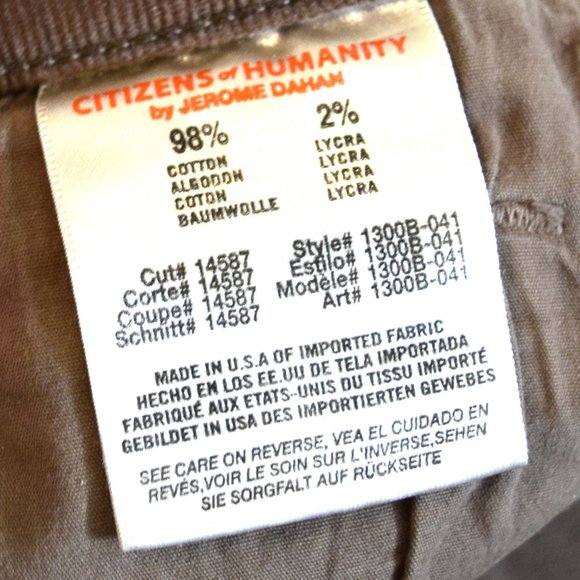 CITIZENS of HUMANITY
by JEROME DAHAN
98% 2%
COTTON LYCRA
ALGODON LYCRA
COTON LYCRA
BAUMWOLLE LYCRA
Cut# 14587 Style# 1300B-041
Corte# 14587 Estilo# 1300B-041
Coupe# 14587 Modèle# 1300B-041
Schnitt# 14587 Art# 1300B-041
MADE IN U.S.A OF IMPORTED FABRIC
HECHO EN LOS EE.UU DE TELA IMPORTADA
FABRIQUÉ AUX ETATS-UNIS DU TISSU IMPORTÉ
GEBILDET IN USA DES IMPORTIERTEN GEWEBES
SEE CARE ON REVERSE, VEA EL CUIDADO EN
REVÉS,VOIR LE SOIN SUR L'INVERSE,SEHEN
SIE SORGFALT AUF RÜCKSEITE